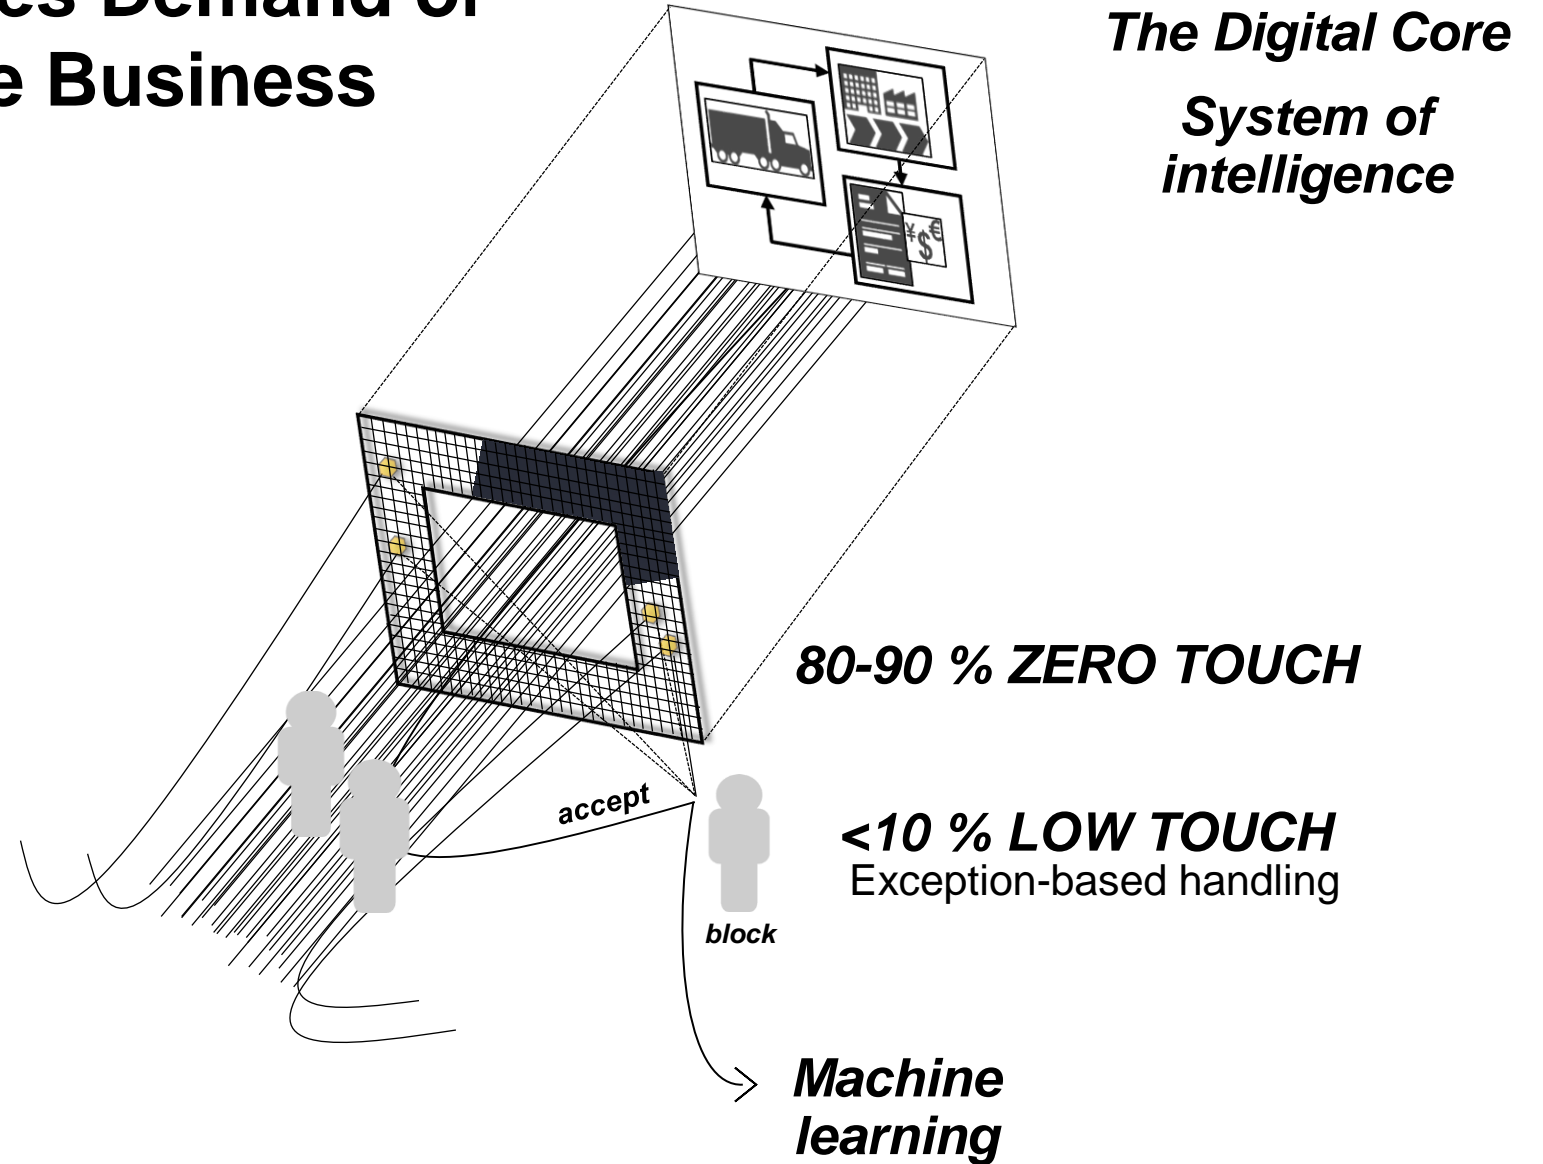 Business
The Digital Core
System of
intelligence
¥$€
80-90 % ZERO TOUCH
accept
<10 % LOW TOUCH
Exception-based handling
block
Machine
learning